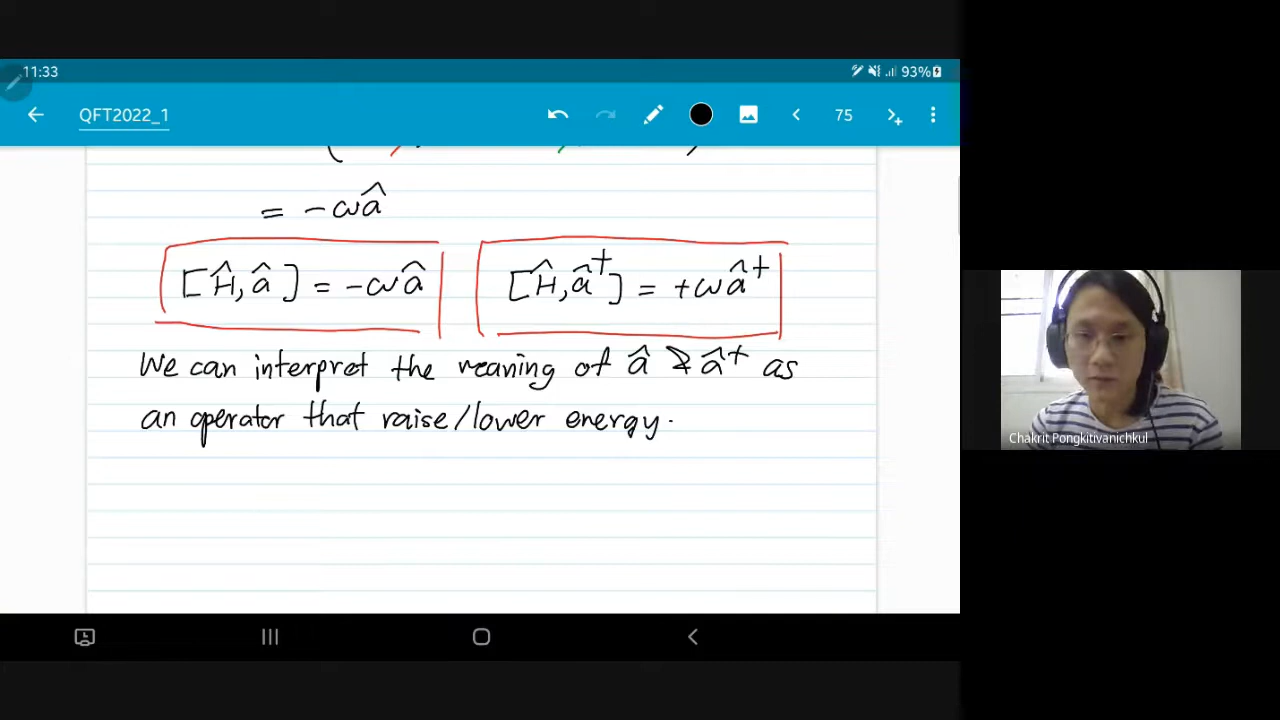 11:33
93%
QFT2022_1
75
= -ωâ
[Ĥ, â] = -ωâ
[Ĥ, â†] = +ωâ†
We can interpret the meaning of â & â† as
an operator that raise/lower energy.
Chakrit Pongkitivanichkul